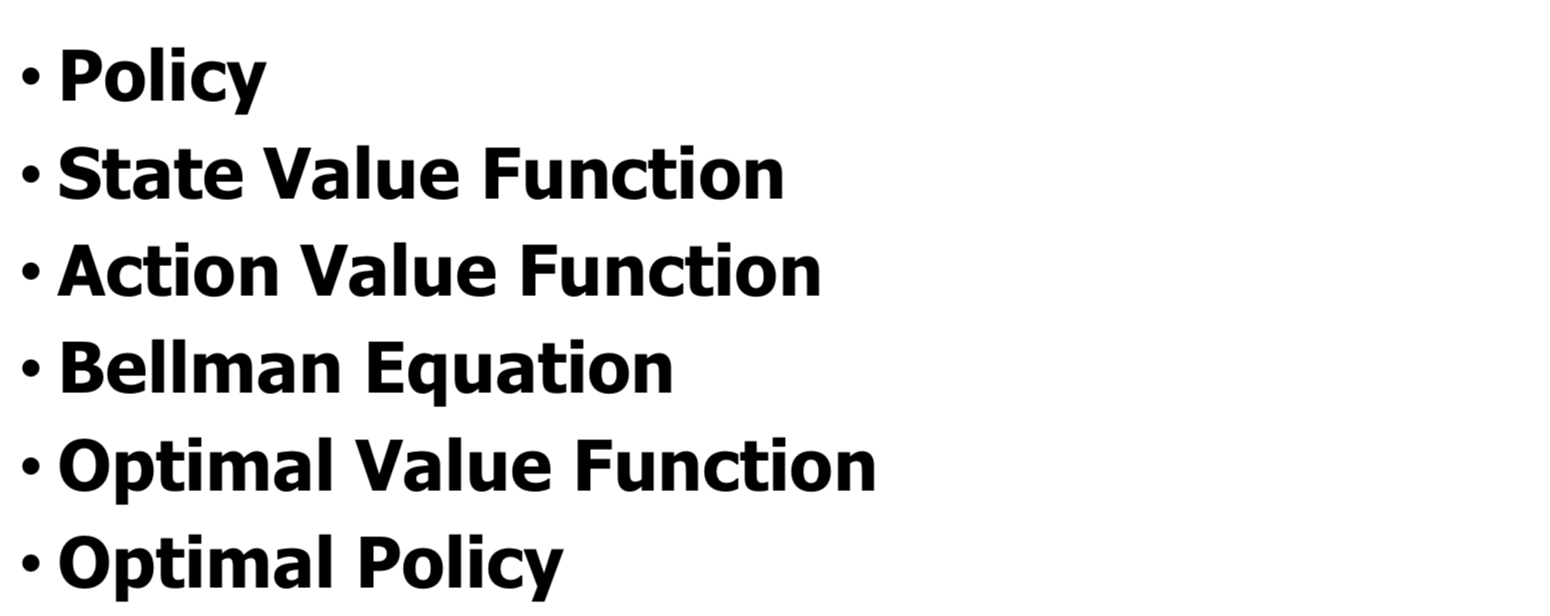 • Policy
• State Value Function
• Action Value Function
• Bellman Equation
• Optimal Value Function
• Optimal Policy